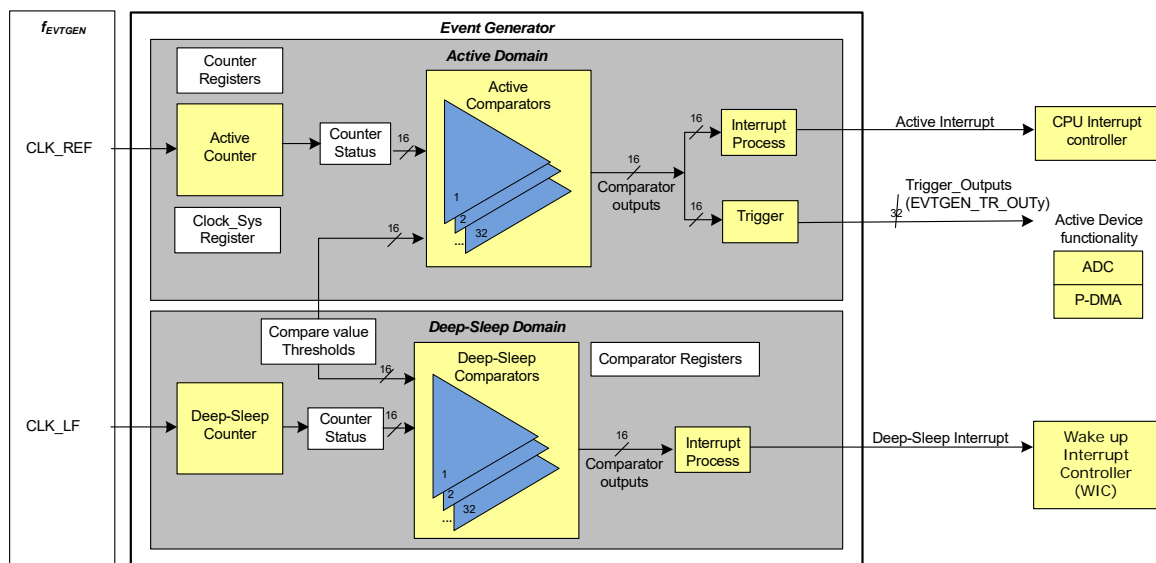 f_EVTGEN
Event Generator
Active Domain
Counter
Registers
Active
Counter
Clock_Sys
Register
Counter
Status
16
16
Active
Comparators
1
2
...
32
16
Comparator
outputs
16
16
Interrupt
Process
Trigger
CLK_REF
Active Interrupt
CPU Interrupt
controller
Trigger_Outputs
(EVTGEN_TR_OUTy)
32
Active Device
functionality
ADC
P-DMA
Compare value
Thresholds
Deep-Sleep Domain
16
Deep-Sleep
Comparators
Comparator Registers
CLK_LF
Deep-Sleep
Counter
Counter
Status
16
1
2
...
32
16
Comparator
outputs
Interrupt
Process
Deep-Sleep Interrupt
Wake up
Interrupt
Controller
(WIC)